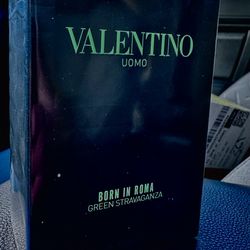 VALENTINO
UOMO
BORN IN ROMA
GREEN STRAVAGANZA